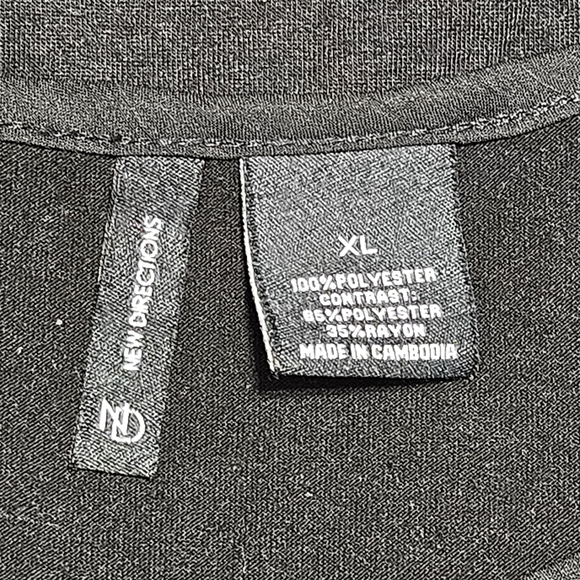 NEW DIRECTIONS
ND
XL
100%POLYESTER
CONTRAST:
65%POLYESTER
35%RAYON
MADE IN CAMBODIA